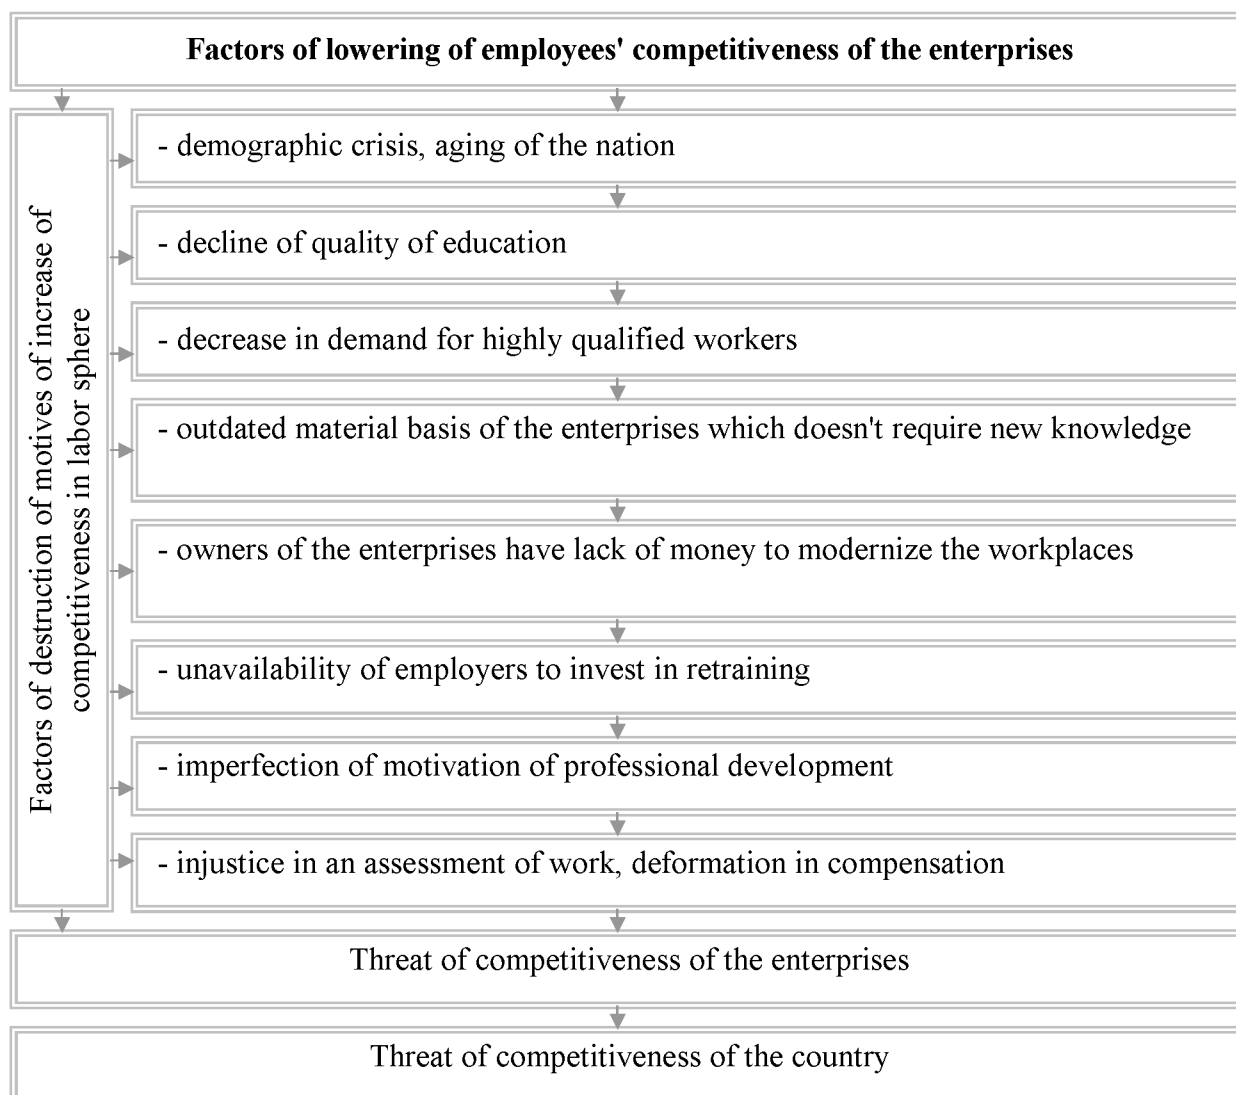 Factors of lowering of employees' competitiveness of the enterprises
Factors of destruction of motives of increase of
competitiveness in labor sphere
- demographic crisis, aging of the nation
- decline of quality of education
- decrease in demand for highly qualified workers
- outdated material basis of the enterprises which doesn't require new knowledge
- owners of the enterprises have lack of money to modernize the workplaces
- unavailability of employers to invest in retraining
- imperfection of motivation of professional development
- injustice in an assessment of work, deformation in compensation
Threat of competitiveness of the enterprises
Threat of competitiveness of the country